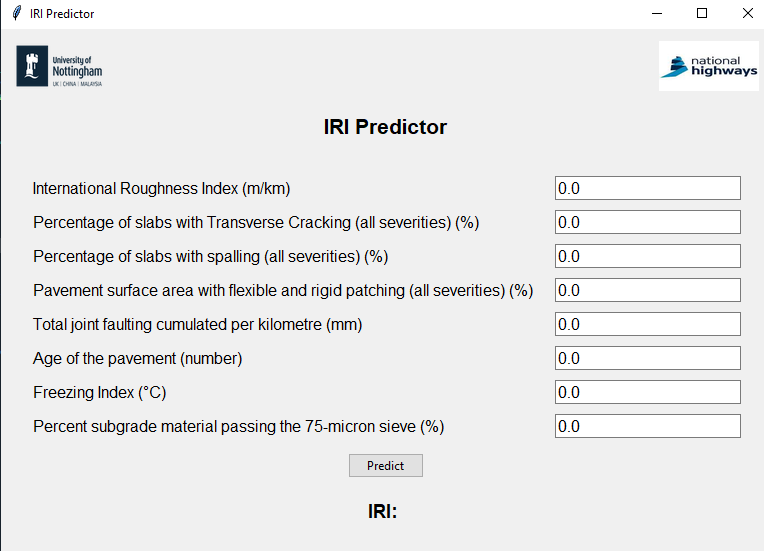 IRI Predictor
University of
Nottingham
UK | CHINA | MALAYSIA
national
highways
IRI Predictor
International Roughness Index (m/km) 0.0
Percentage of slabs with Transverse Cracking (all severities) (%) 0.0
Percentage of slabs with spalling (all severities) (%) 0.0
Pavement surface area with flexible and rigid patching (all severities) (%) 0.0
Total joint faulting cumulated per kilometre (mm) 0.0
Age of the pavement (number) 0.0
Freezing Index (°C) 0.0
Percent subgrade material passing the 75-micron sieve (%) 0.0
Predict
IRI: